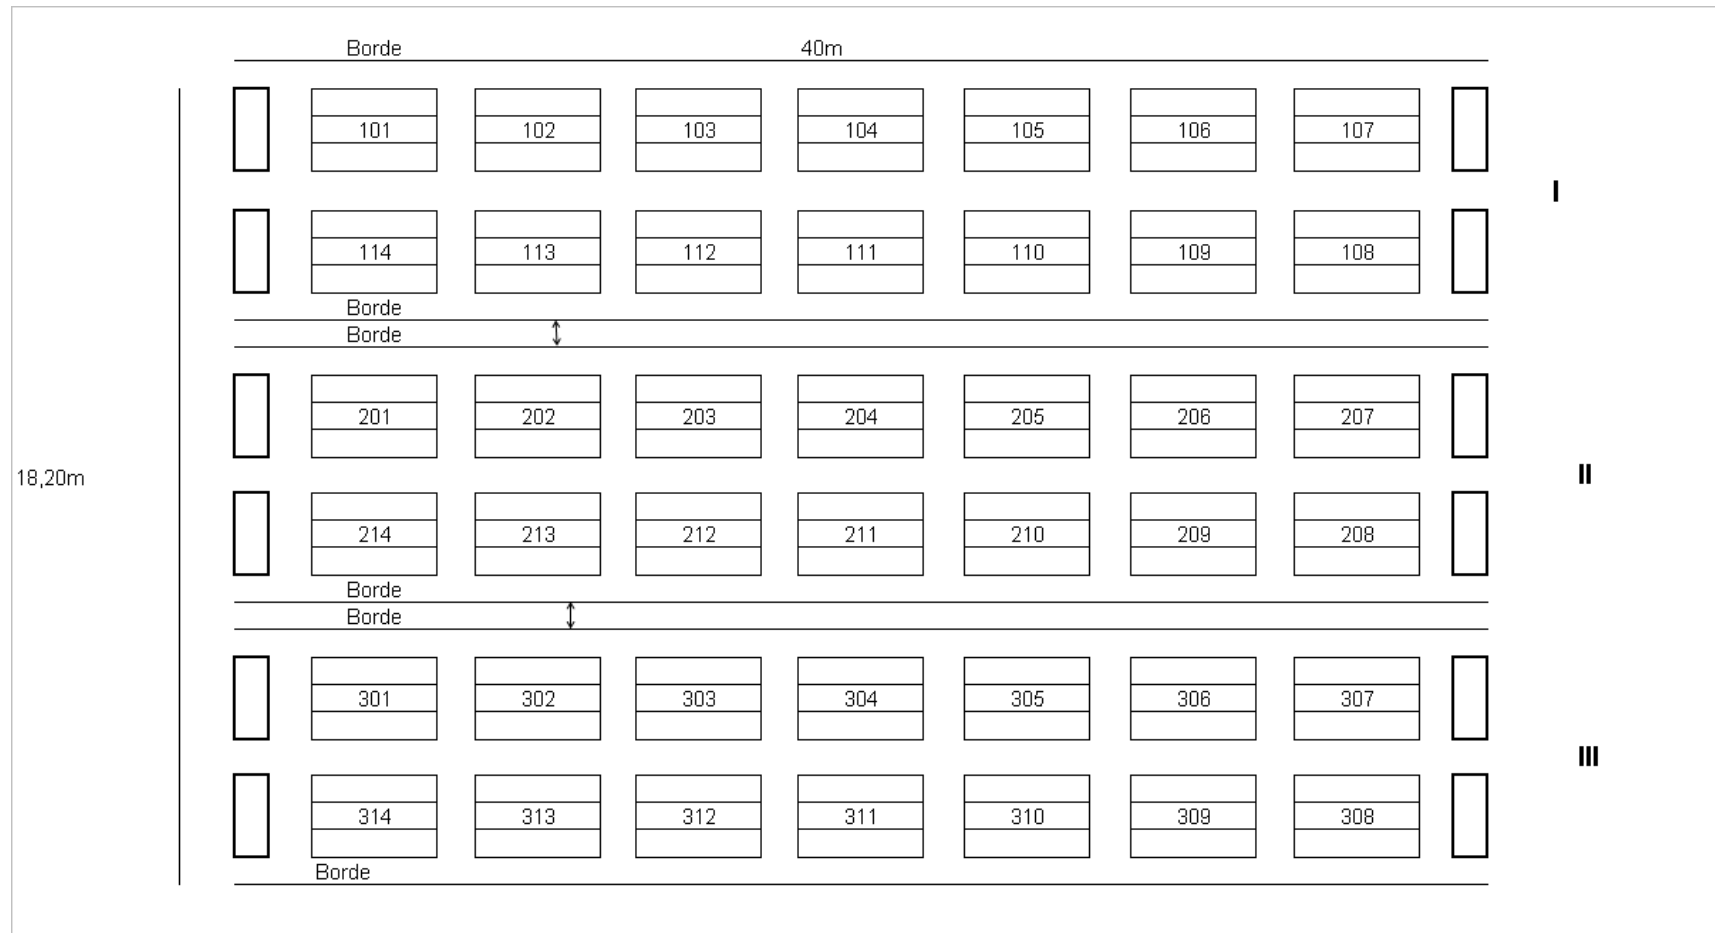 Borde 40m
101 102 103 104 105 106 107
I
114 113 112 111 110 109 108
Borde
Borde
201 202 203 204 205 206 207
18,20m II
214 213 212 211 210 209 208
Borde
Borde
301 302 303 304 305 306 307
III
314 313 312 311 310 309 308
Borde